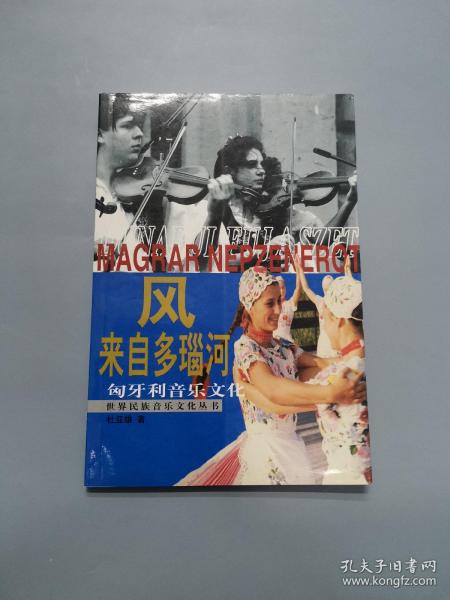 MAGRAR NEPZENEROT
风
来自多瑙河
匈牙利音乐文化
世界民族音乐文化丛书
杜亚雄 著
孔夫子旧书网
www.kongfz.com